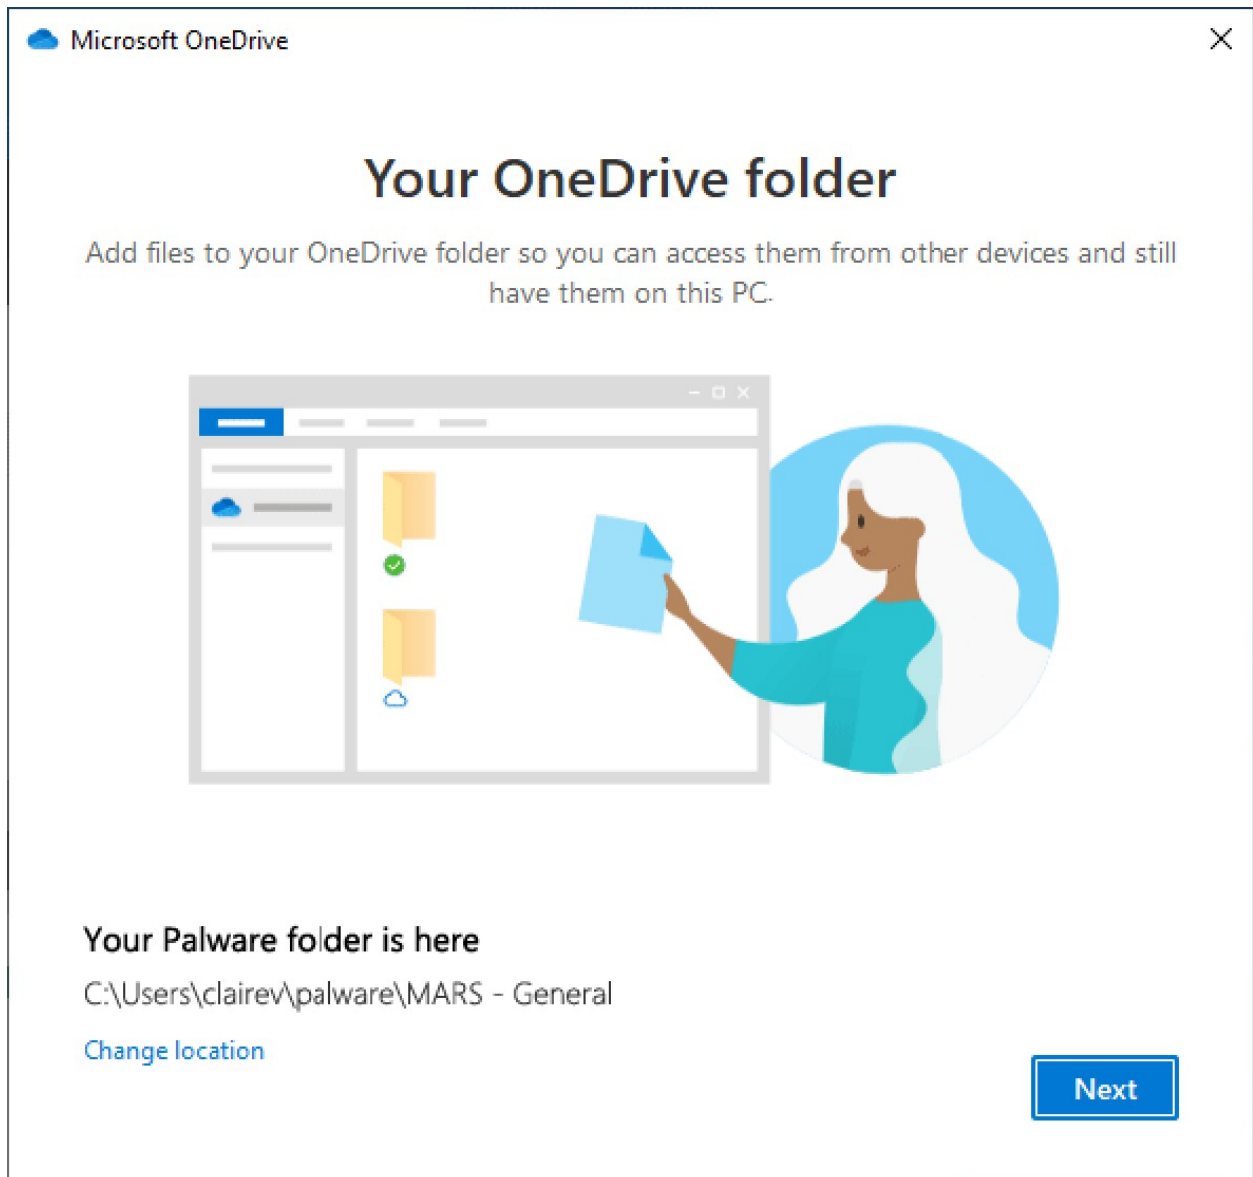 Microsoft OneDrive
Your OneDrive folder
Add files to your OneDrive folder so you can access them from other devices and still
have them on this PC.
Your Palware folder is here
C:\Users\clairev\palware\MARS - General
Change location
Next